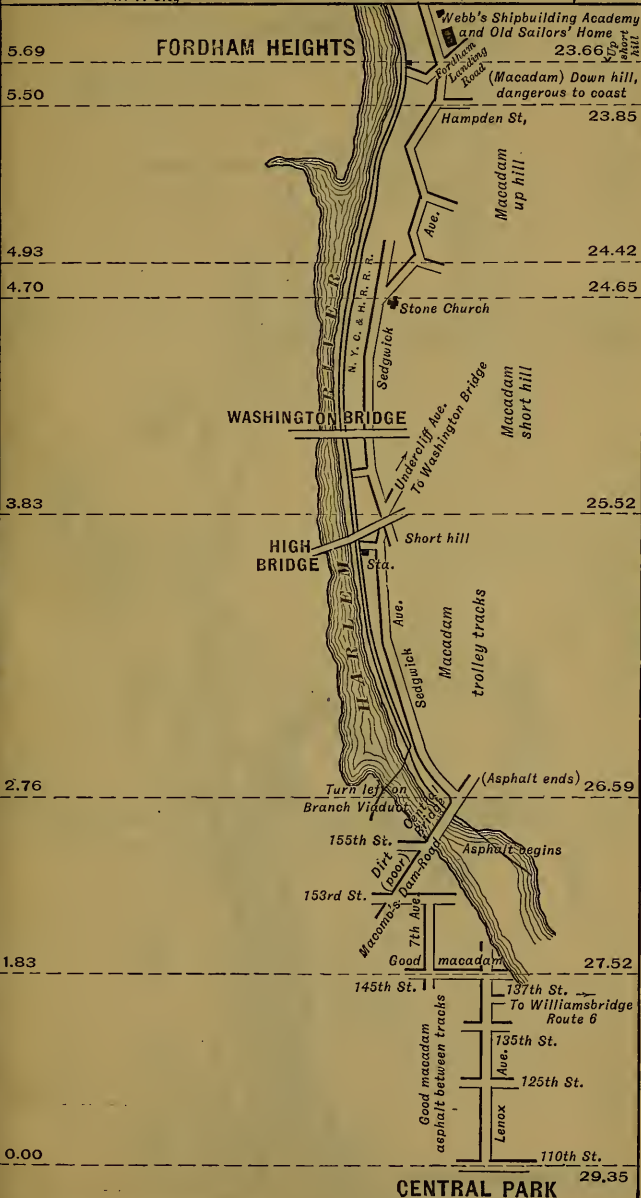 Webb's Shipbuilding Academy
and Old Sailors' Home
5.69
FORDHAM HEIGHTS
23.66
Up short hill
Fordham Landing Road
(Macadam) Down hill,
dangerous to coast
5.50
Hampden St,
23.85
Macadam
up hill
Ave.
4.93
24.42
4.70
24.65
N. Y. C. & H. R. R. R.
Stone Church
Sedgwick
RIVER
Macadam
short hill
WASHINGTON BRIDGE
Undercliff Ave.
To Washington Bridge
3.83
25.52
HIGH
BRIDGE
Short hill
Sta.
HARLEM
Ave.
Sedgwick
Macadam
trolley tracks
2.76
(Asphalt ends)
26.59
Turn left on
Branch Viaduct
Central
Bridge
155th St.
Asphalt begins
Dirt
(poor)
Macomb's Dam-Road
153rd St.
7th Ave.
Good macadam
1.83
27.52
145th St.
137th St.
To Williamsbridge
Route 6
Good macadam
asphalt between tracks
135th St.
Ave.
125th St.
Lenox
0.00
110th St.
29.35
CENTRAL PARK